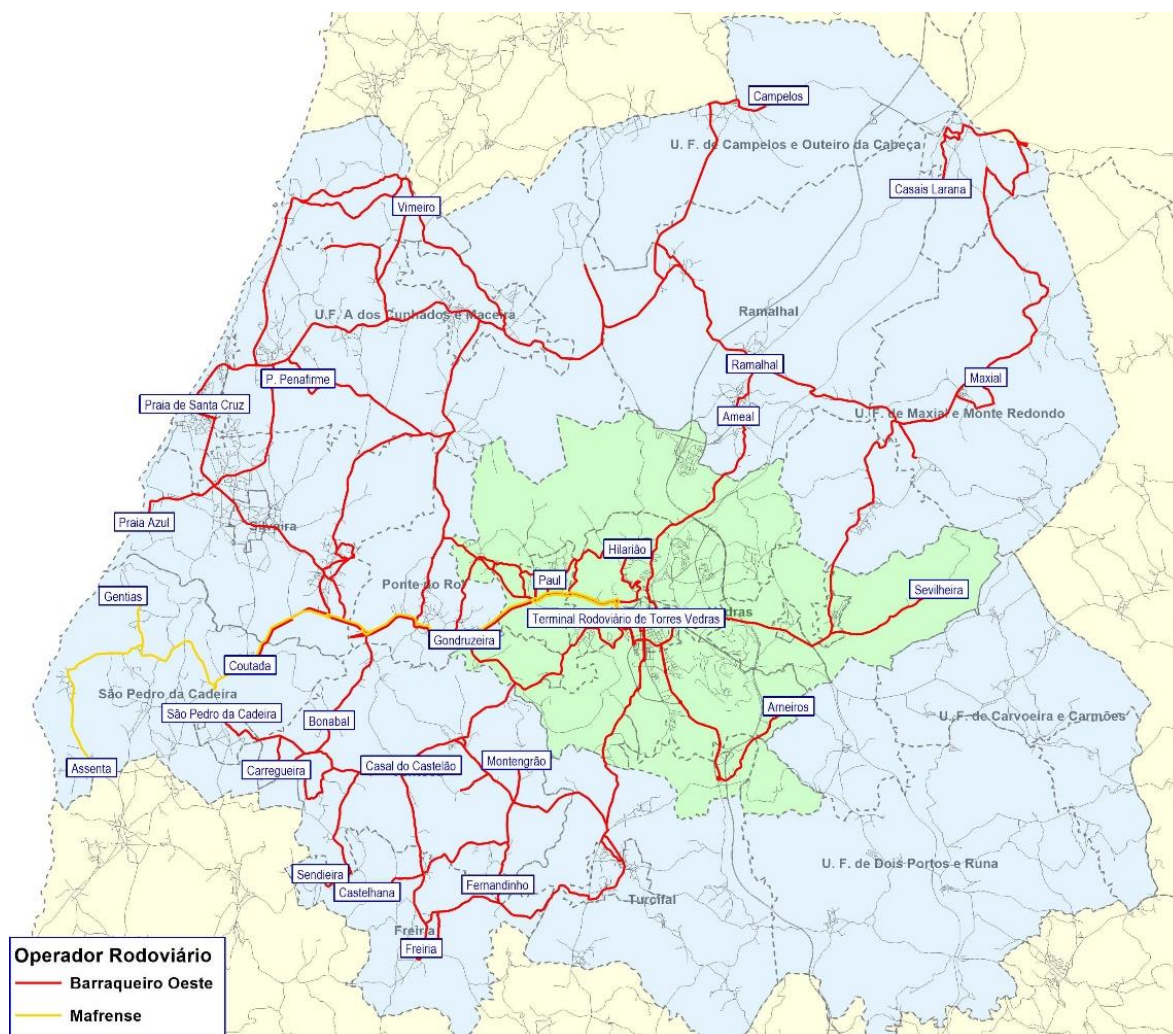 Campelos
U. F. de Campelos e Outeiro da Cabeça
Casais Larana
Vimeiro
U.F. A dos Cunhados e Maceira
Ramalhal
Ramalhal
P. Penafirme
Maxial
Praia de Santa Cruz
Ameal
U. F. de Maxial e Monte Redondo
Praia Azul
Silveira
Hilarião
Ponte do Rol
Paul
Sevilheira
Gentias
Terminal Rodoviário de Torres Vedras
dras
Gondruzeira
Coutada
São Pedro da Cadeira
São Pedro da Cadeira
Bonabal
Arneiros
U. F. de Carvoeira e Carmões
Assenta
Carregueira
Casal do Castelão
Montengrão
Sendieira
Castelhana
Fernandinho
U. F. de Dois Portos e Runa
Turcifal
Freiria
Freiria
Operador Rodoviário
Barraqueiro Oeste
Mafrense